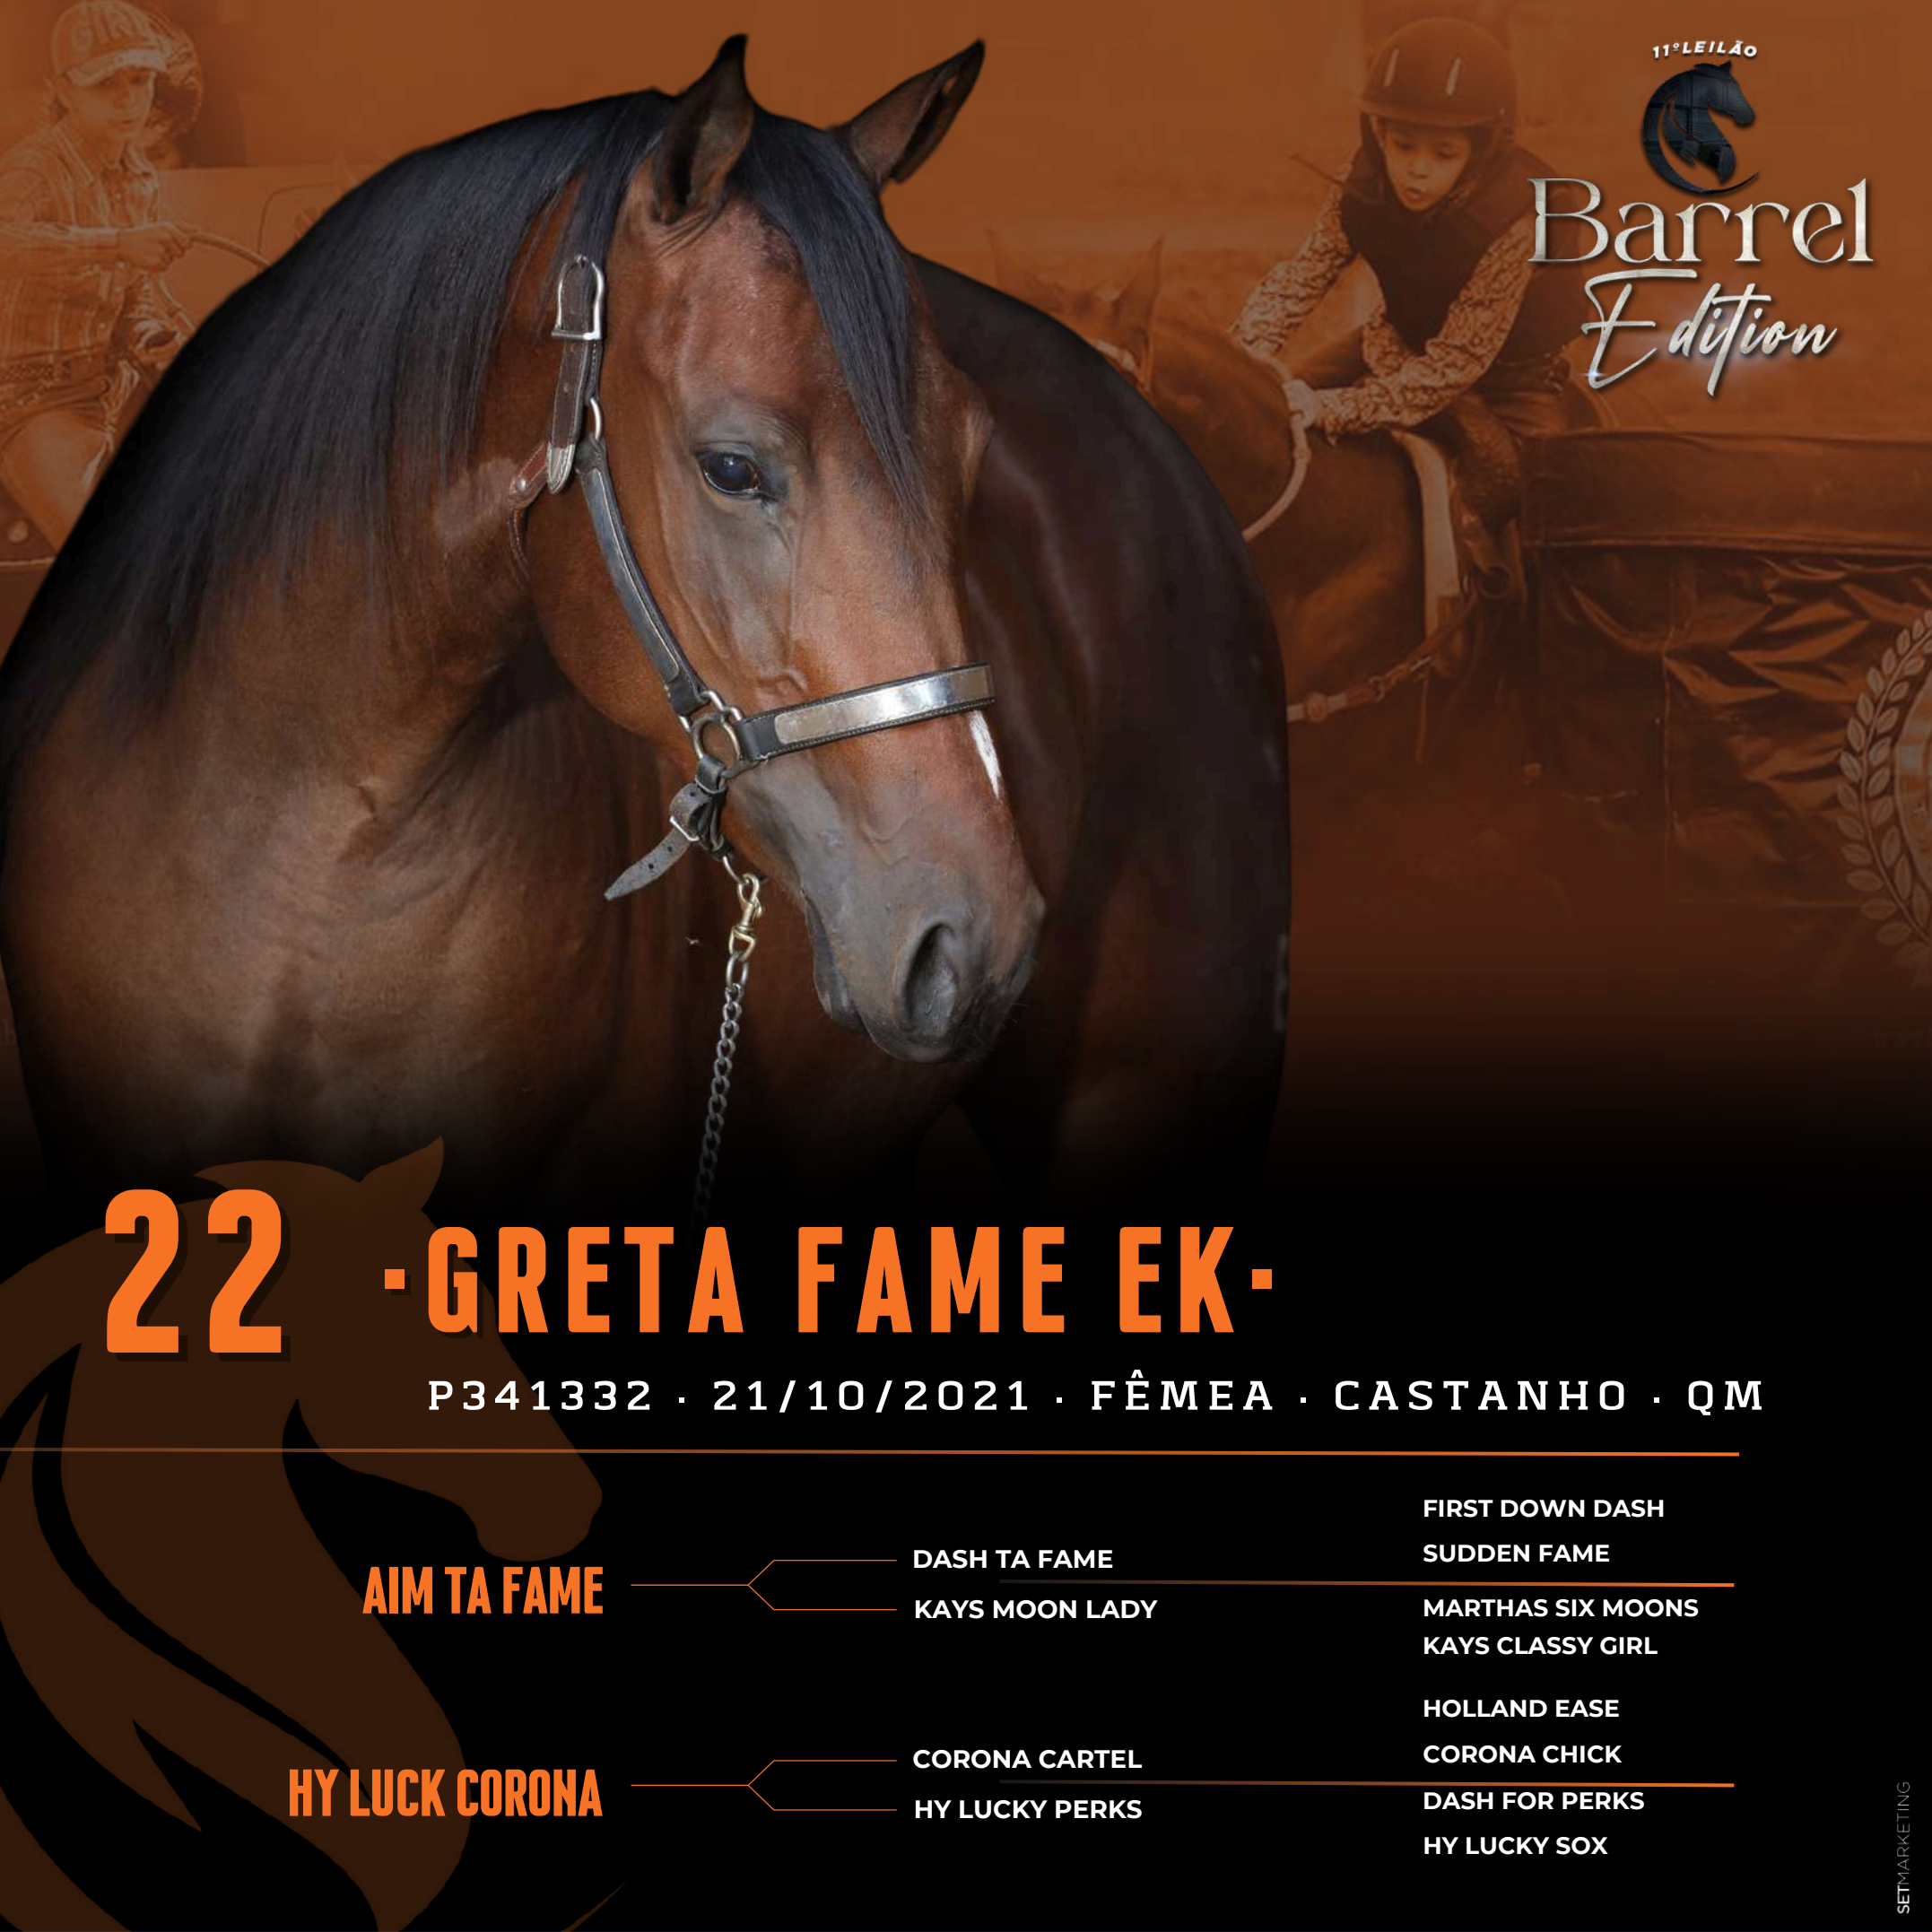 GIRL
11º LEILÃO
Barrel
Edition
22
·GRETA FAME EK·
P341332 · 21/10/2021 · FÊMEA · CASTANHO · QM
AIM TA FAME
DASH TA FAME
KAYS MOON LADY
FIRST DOWN DASH
SUDDEN FAME
MARTHAS SIX MOONS
KAYS CLASSY GIRL
HY LUCK CORONA
CORONA CARTEL
HY LUCKY PERKS
HOLLAND EASE
CORONA CHICK
DASH FOR PERKS
HY LUCKY SOX
SETMARKETING